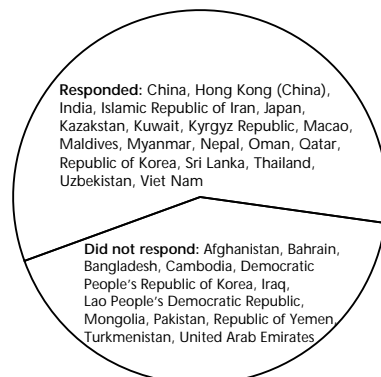 Responded: China, Hong Kong (China),
India, Islamic Republic of Iran, Japan,
Kazakstan, Kuwait, Kyrgyz Republic, Macao,
Maldives, Myanmar, Nepal, Oman, Qatar,
Republic of Korea, Sri Lanka, Thailand,
Uzbekistan, Viet Nam
Did not respond: Afghanistan, Bahrain,
Bangladesh, Cambodia, Democratic
People's Republic of Korea, Iraq,
Lao People's Democratic Republic,
Mongolia, Pakistan, Republic of Yemen,
Turkmenistan, United Arab Emirates